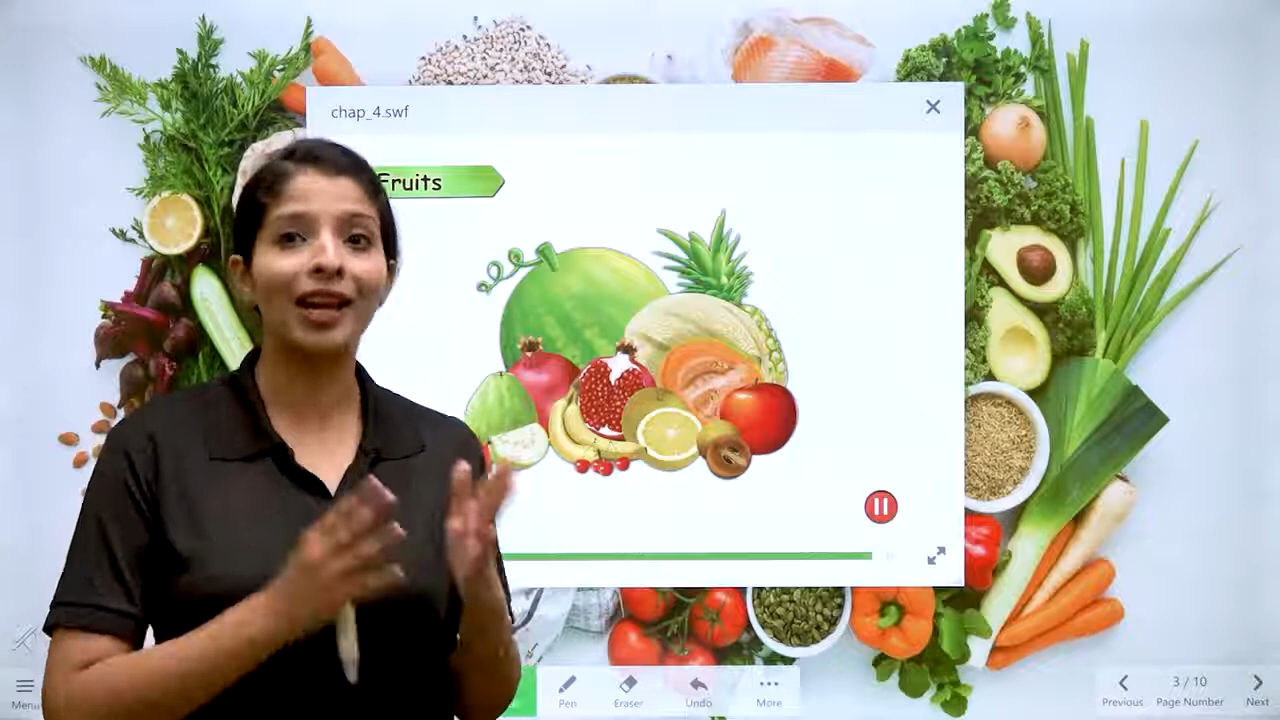 chap_4.swf
Fruits
Menu
Pen
Eraser
Undo
More
Previous
3 / 10
Page Number
Next